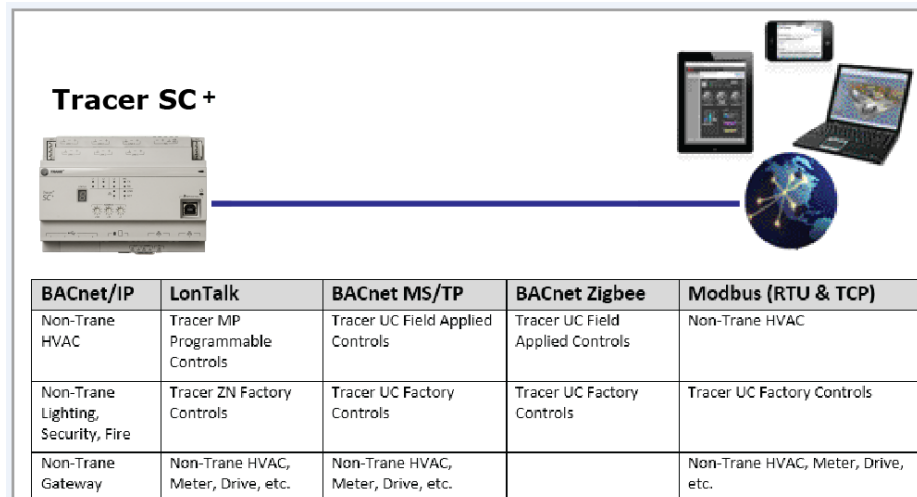 Tracer SC+
BACnet/IP LonTalk BACnet MS/TP BACnet Zigbee Modbus (RTU & TCP)
Non-Trane Tracer MP Tracer UC Field Applied Tracer UC Field Non-Trane HVAC
HVAC Programmable Controls Applied Controls
Controls
Non-Trane Tracer ZN Factory Tracer UC Factory Tracer UC Factory Tracer UC Factory Controls
Lighting, Controls Controls Controls
Security, Fire
Non-Trane Non-Trane HVAC, Non-Trane HVAC, Non-Trane HVAC, Meter, Drive,
Gateway Meter, Drive, etc. Meter, Drive, etc. etc.